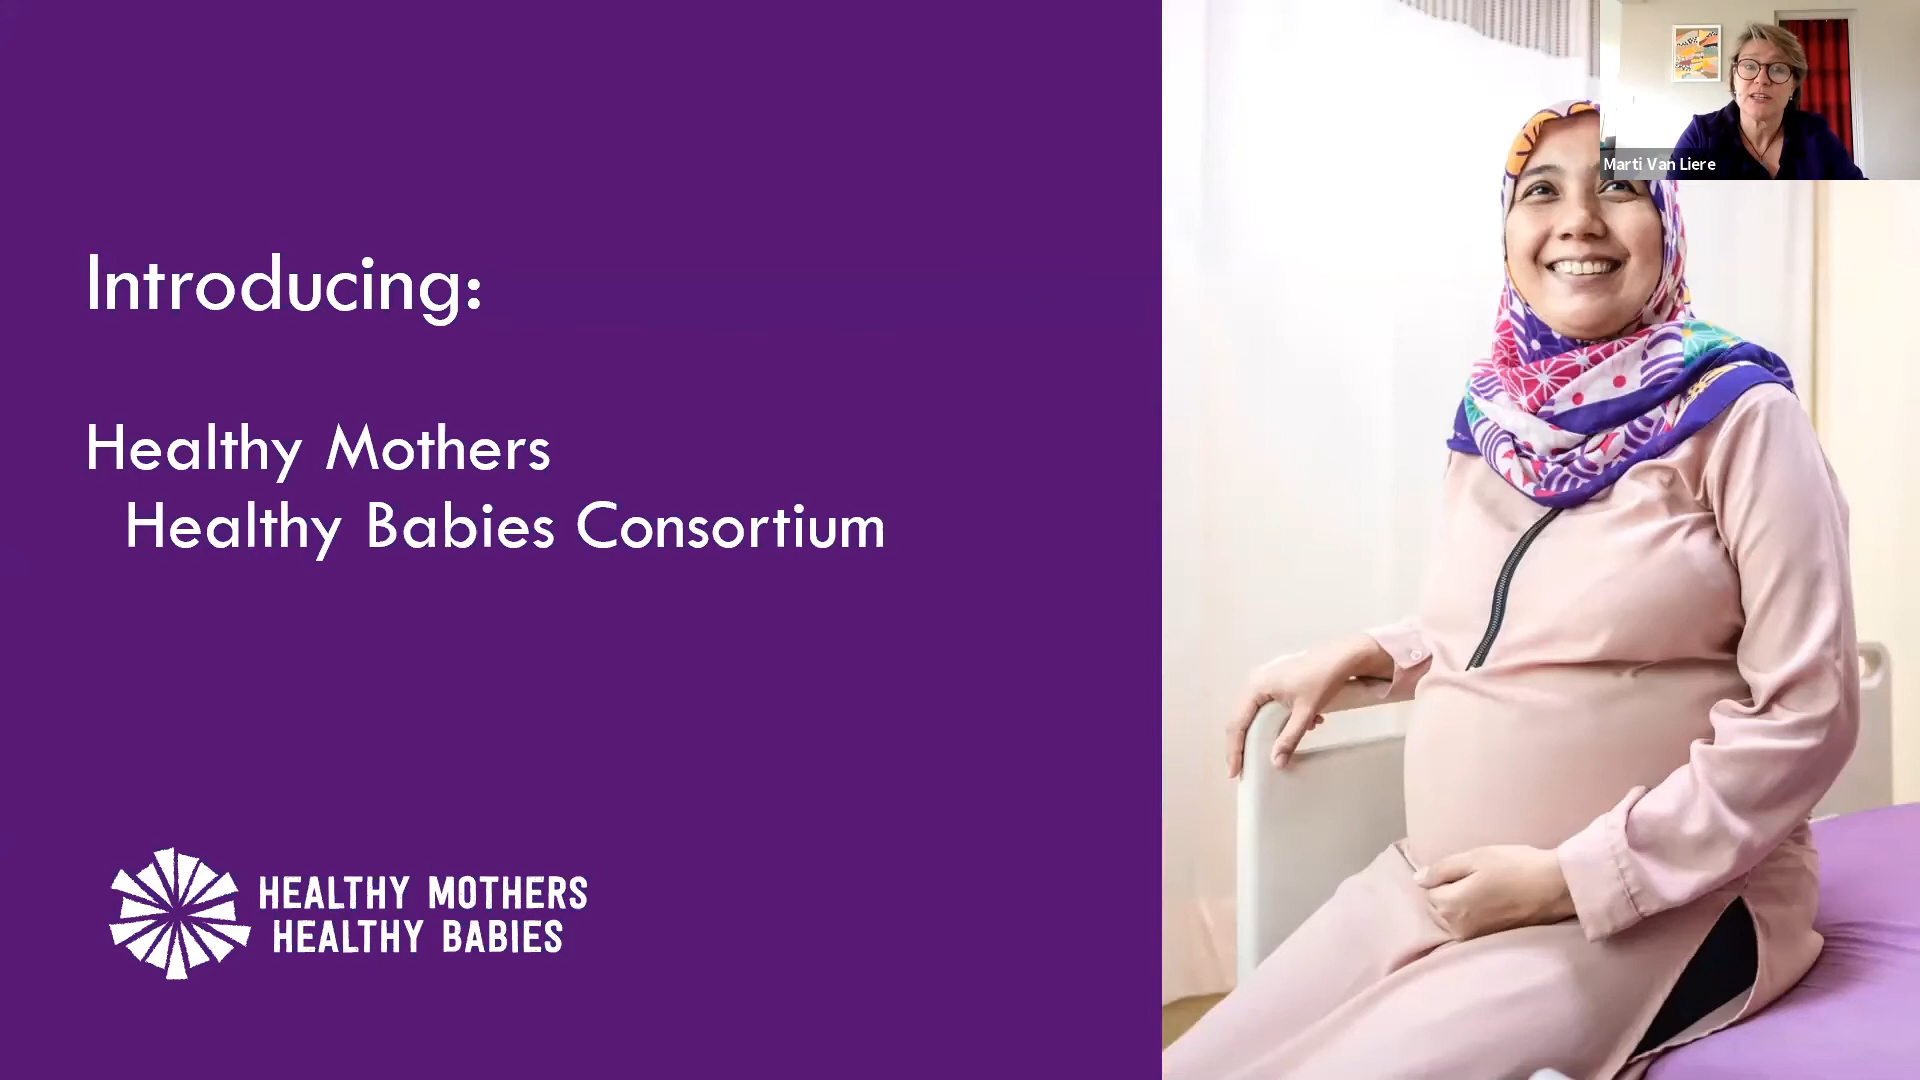 Introducing:
Healthy Mothers
Healthy Babies Consortium
HEALTHY MOTHERS
HEALTHY BABIES
Marti Van Liere